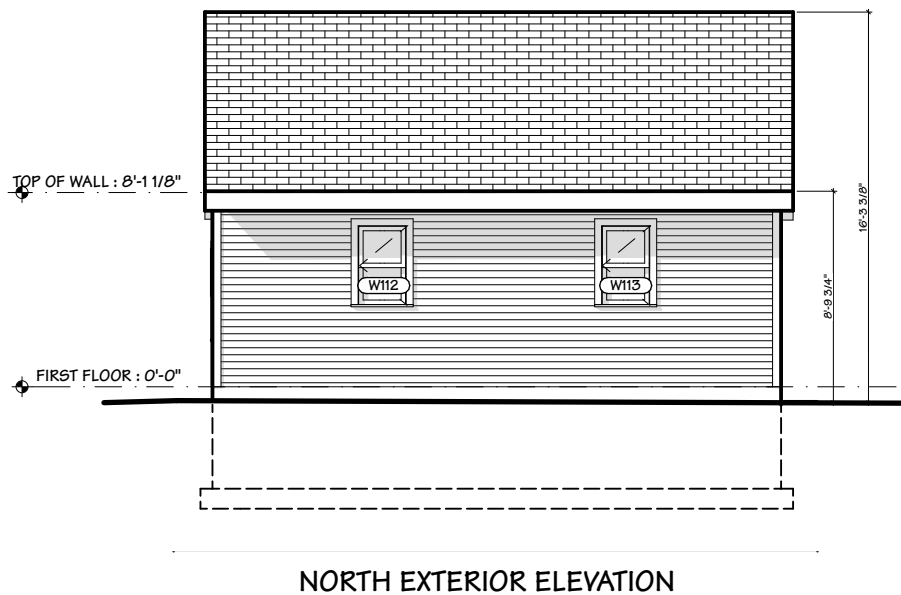 TOP OF WALL : 8'-1 1/8"
16'-3 3/8"
W112
W113
8'-9 3/4"
FIRST FLOOR : 0'-0"
NORTH EXTERIOR ELEVATION